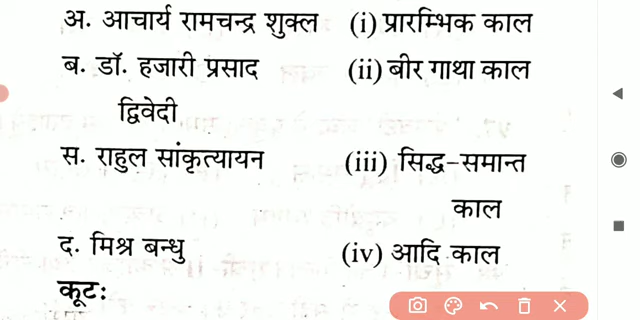 अ. आचार्य रामचन्द्र शुक्ल (i) प्रारम्भिक काल
ब. डॉ. हजारी प्रसाद (ii) बीर गाथा काल
द्विवेदी
स. राहुल सांकृत्यायन (iii) सिद्ध-समान्त
काल
द. मिश्र बन्धु (iv) आदि काल
कूटः